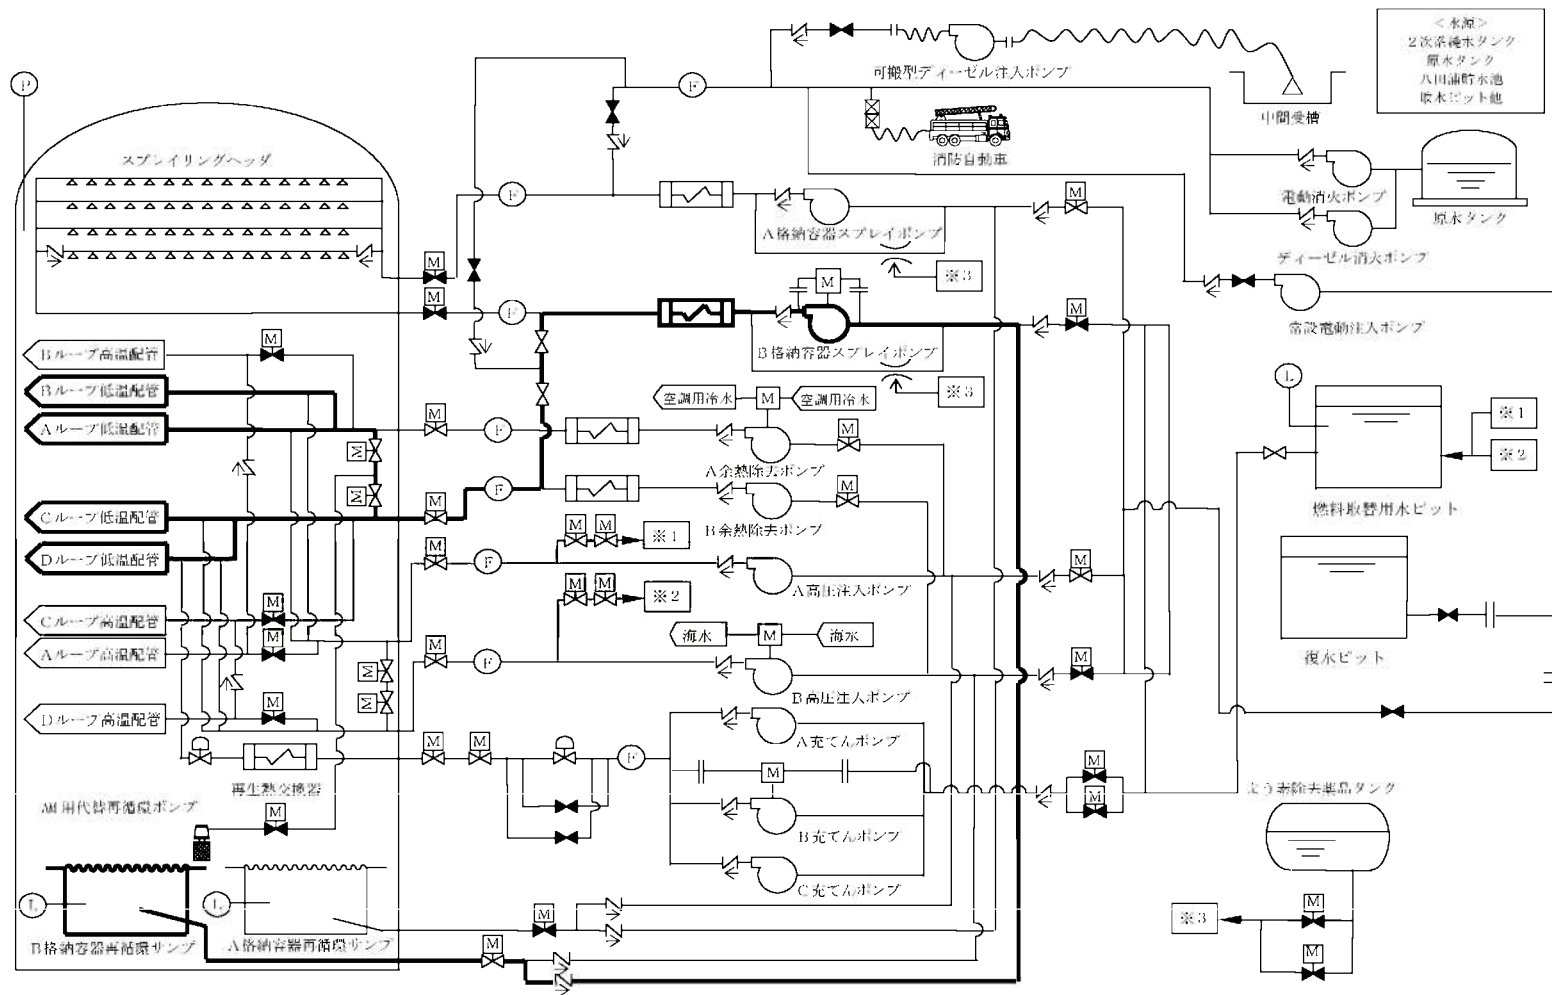 ＜水源＞
２次系純水タンク
原水タンク
八田浦貯水池
取水ピット他
P
F
可搬型ディーゼル注入ポンプ
中間受槽
消防自動車
スプレイリングヘッダ
電動消火ポンプ
原水タンク
ディーゼル消火ポンプ
F
M
M
A格納容器スプレイポンプ
※3
M
M
F
M
M
B格納容器スプレイポンプ
※3
常設電動注入ポンプ
Bループ高温配管
M
Bループ低温配管
Aループ低温配管
M
M
F
空調用冷水
M
空調用冷水
M
A余熱除去ポンプ
L
※1
※2
燃料取替用水ピット
Cループ低温配管
M
M
F
M
B余熱除去ポンプ
Dループ低温配管
M
F
M
M
※1
A高圧注入ポンプ
M
M
M
※2
Cループ高温配管
M
Aループ高温配管
M
M
F
海水
M
海水
B高圧注入ポンプ
M
復水ピット
Dループ高温配管
M
M
M
A充てんポンプ
再生熱交換器
M
M
F
M
M
M
B充てんポンプ
C充てんポンプ
AM用代替再循環ポンプ
M
よう素除去薬品タンク
L
L
B格納容器再循環サンプ
A格納容器再循環サンプ
M
M
※3
M
M